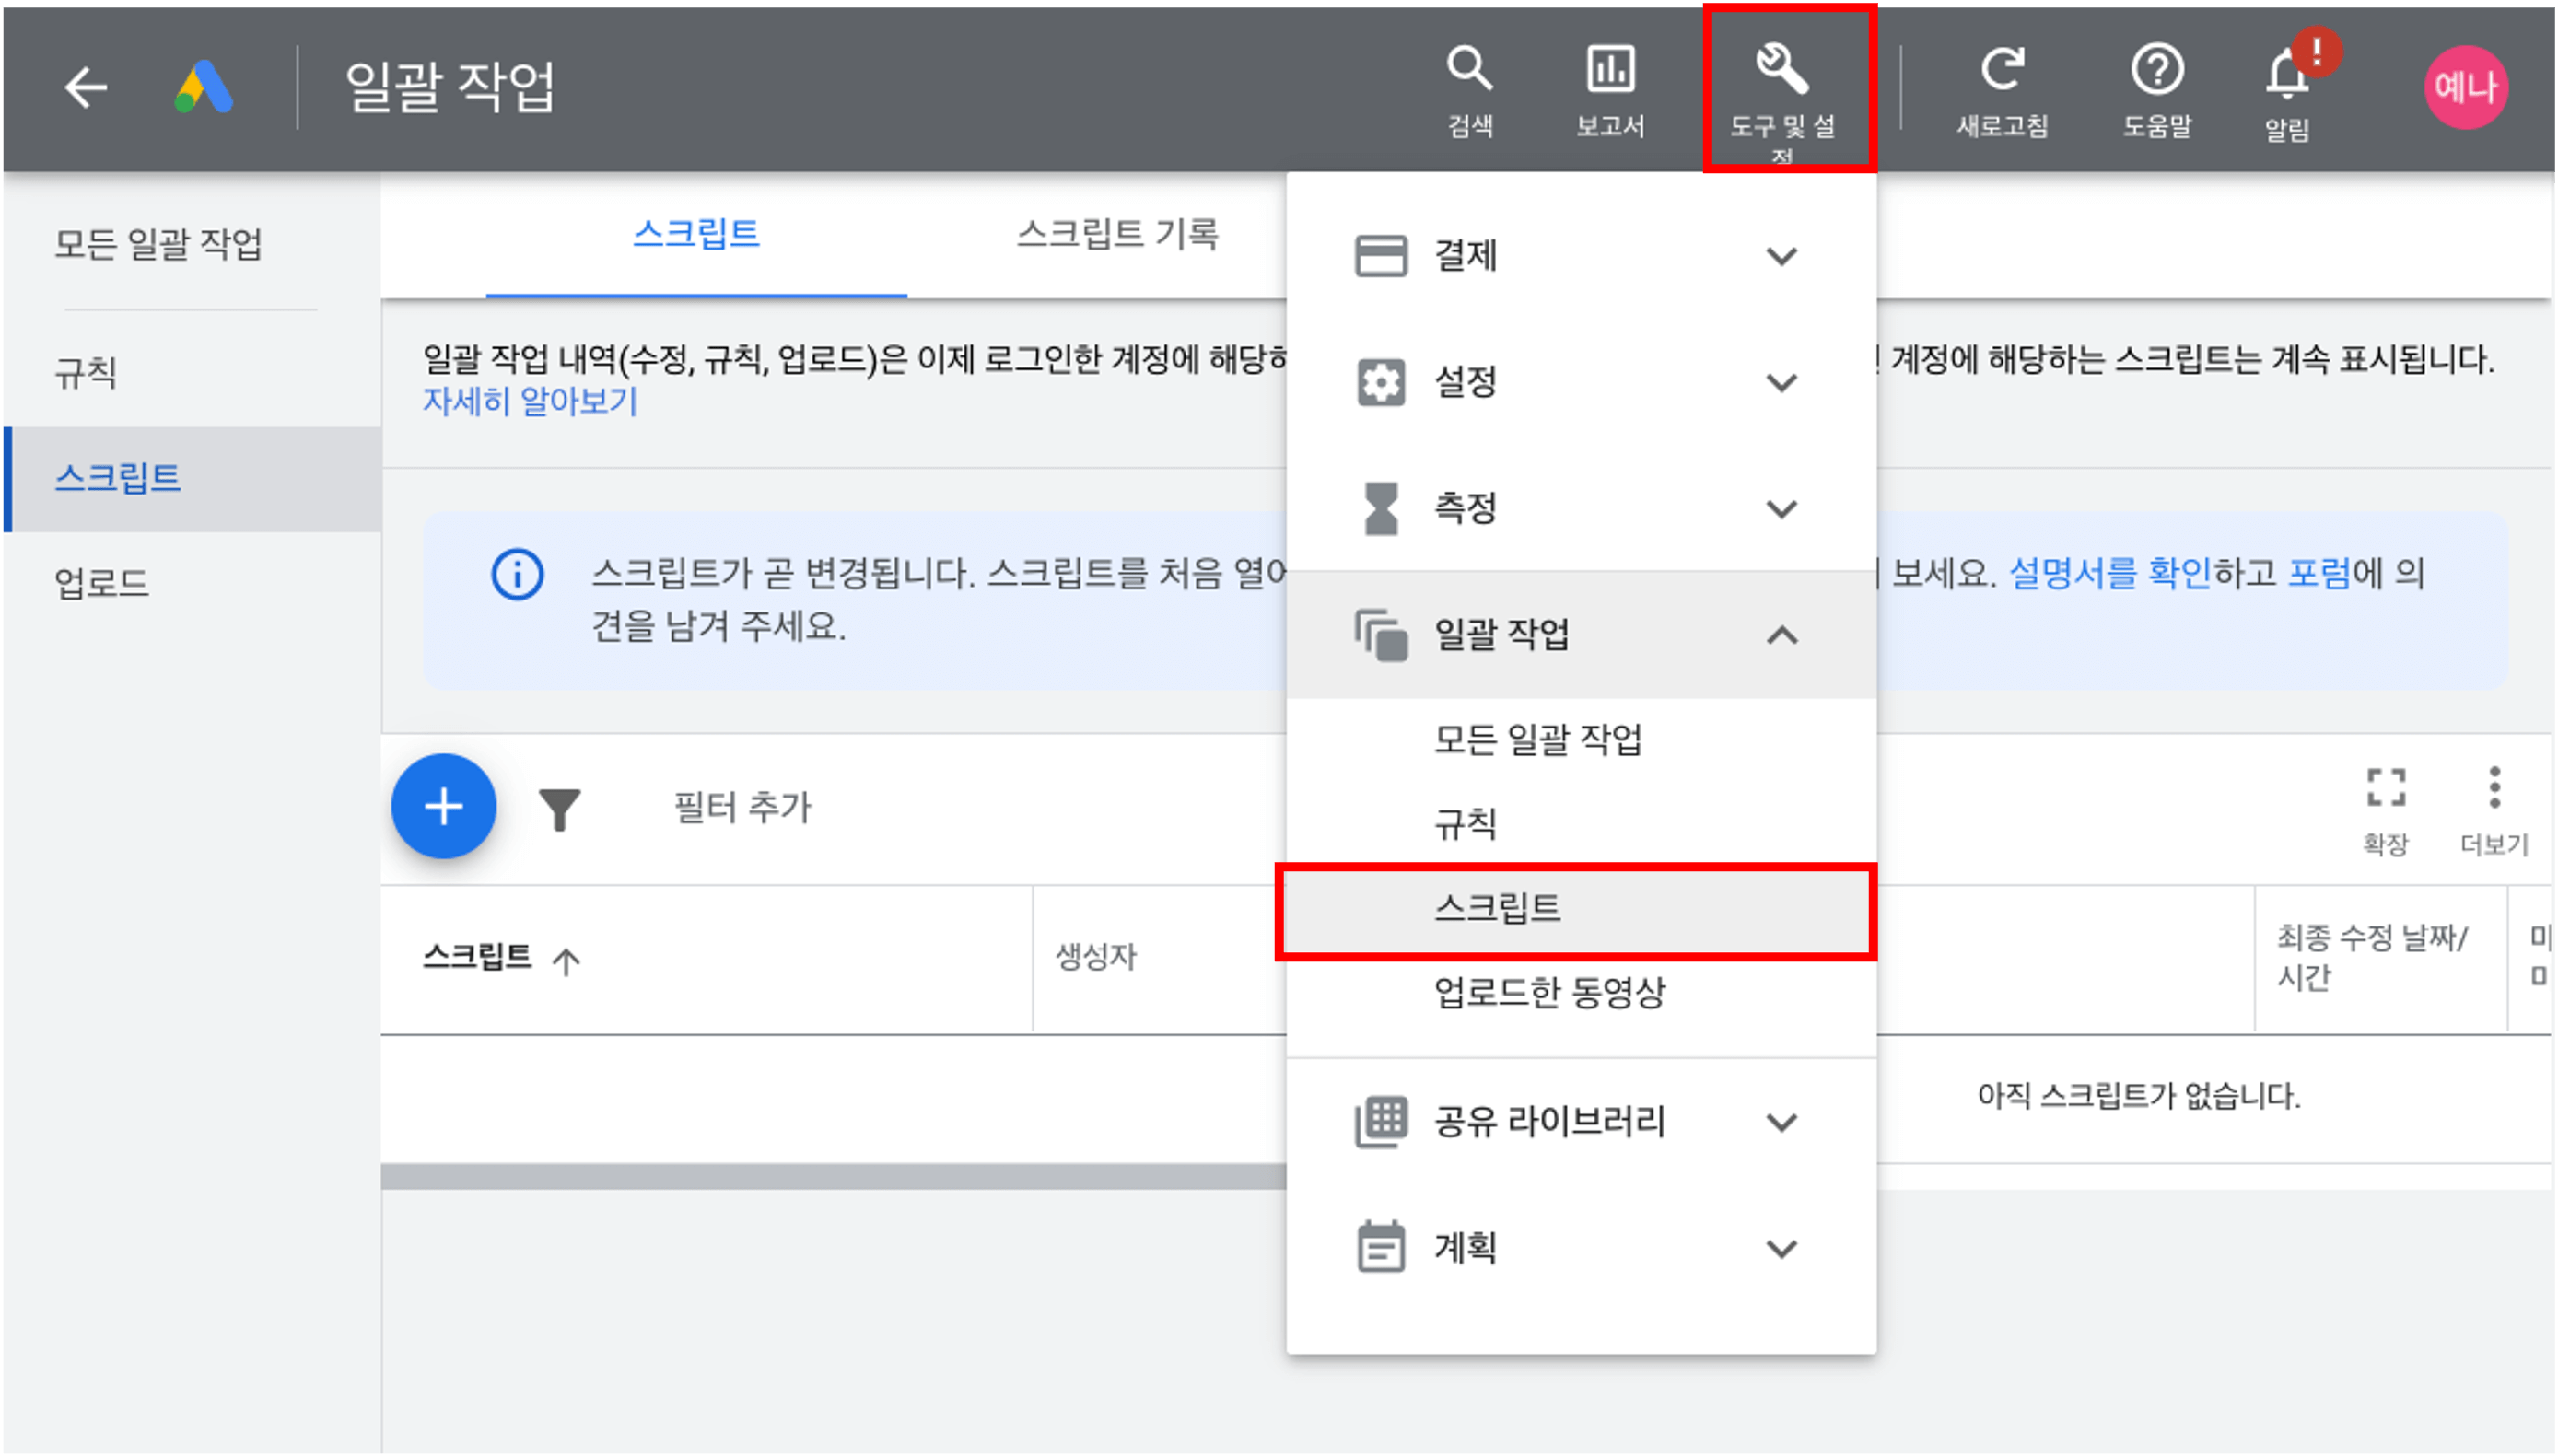 일괄 작업
검색
보고서
도구 및 설
정
새로고침
도움말
!
알림
예나
모든 일괄 작업
규칙
스크립트
업로드
스크립트
스크립트 기록
일괄 작업 내역(수정, 규칙, 업로드)은 이제 로그인한 계정에
계정에 해당하는 스크립트는 계속 표시됩니다.
자세히 알아보기
스크립트가 곧 변경됩니다. 스크립트를 처음
보세요. 설명서를 확인하고 포럼에 의
견을 남겨 주세요.
필터 추가
확장
더보기
스크립트
생성자
최종 수정 날짜/
시간
아직 스크립트가 없습니다.
결제
설정
측정
일괄 작업
모든 일괄 작업
규칙
스크립트
업로드한 동영상
공유 라이브러리
계획